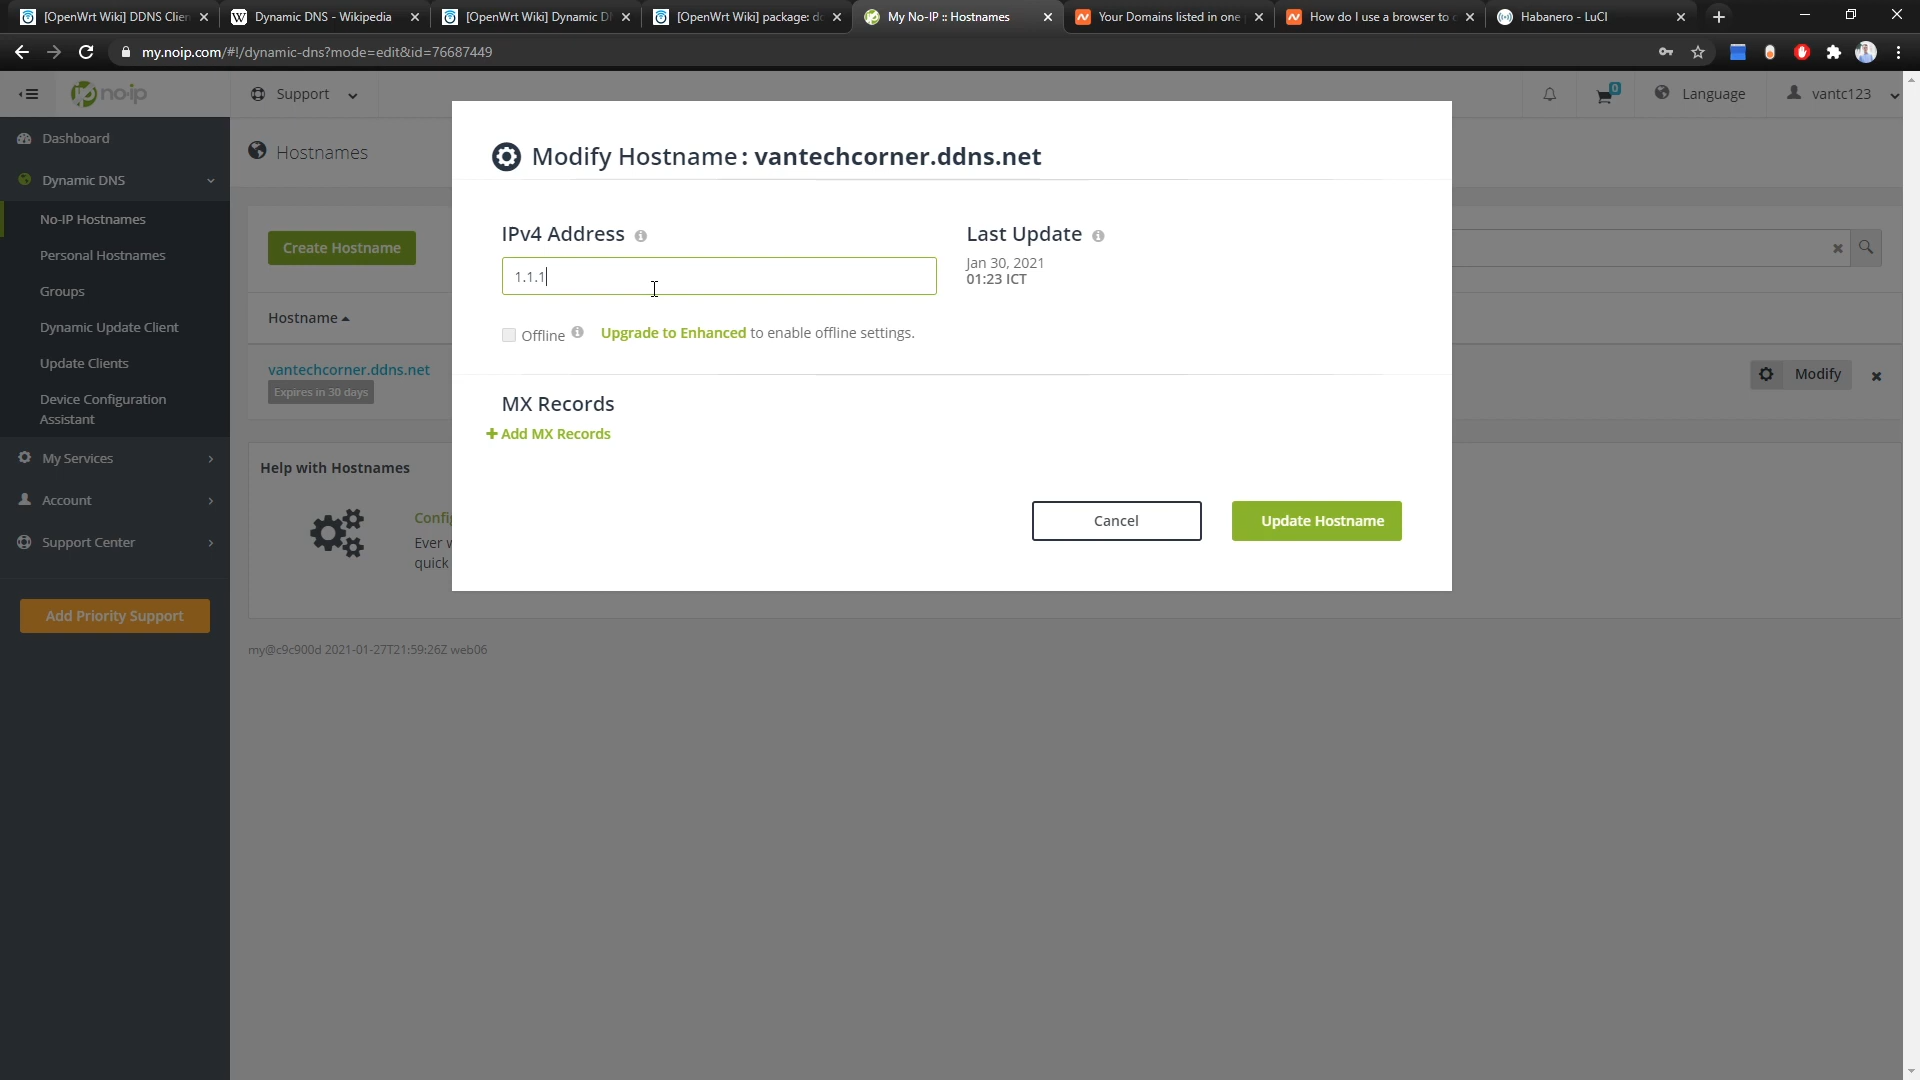 [OpenWrt Wiki] DDNS Clien
Dynamic DNS - Wikipedia
[OpenWrt Wiki] Dynamic D
[OpenWrt Wiki] package: d
My No-IP :: Hostnames
Your Domains listed in one
How do I use a browser to c
Habanero - LuCI
my.noip.com/#!/dynamic-dns?mode=edit&id=76687449
no-ip
Support
0
Language
vantc123
Dashboard
Dynamic DNS
No-IP Hostnames
Personal Hostnames
Groups
Dynamic Update Client
Update Clients
Device Configuration
Assistant
My Services
Account
Support Center
Add Priority Support
Hostnames
Create Hostname
Hostname
vantechcorner.ddns.net
Expires in 30 days
Modify
Help with Hostnames
Config
Ever w
quick
my@c9c900d 2021-01-27T21:59:26Z web06
Modify Hostname : vantechcorner.ddns.net
IPv4 Address
1.1.1
Last Update
Jan 30, 2021
01:23 ICT
Offline
Upgrade to Enhanced to enable offline settings.
MX Records
+ Add MX Records
Cancel
Update Hostname